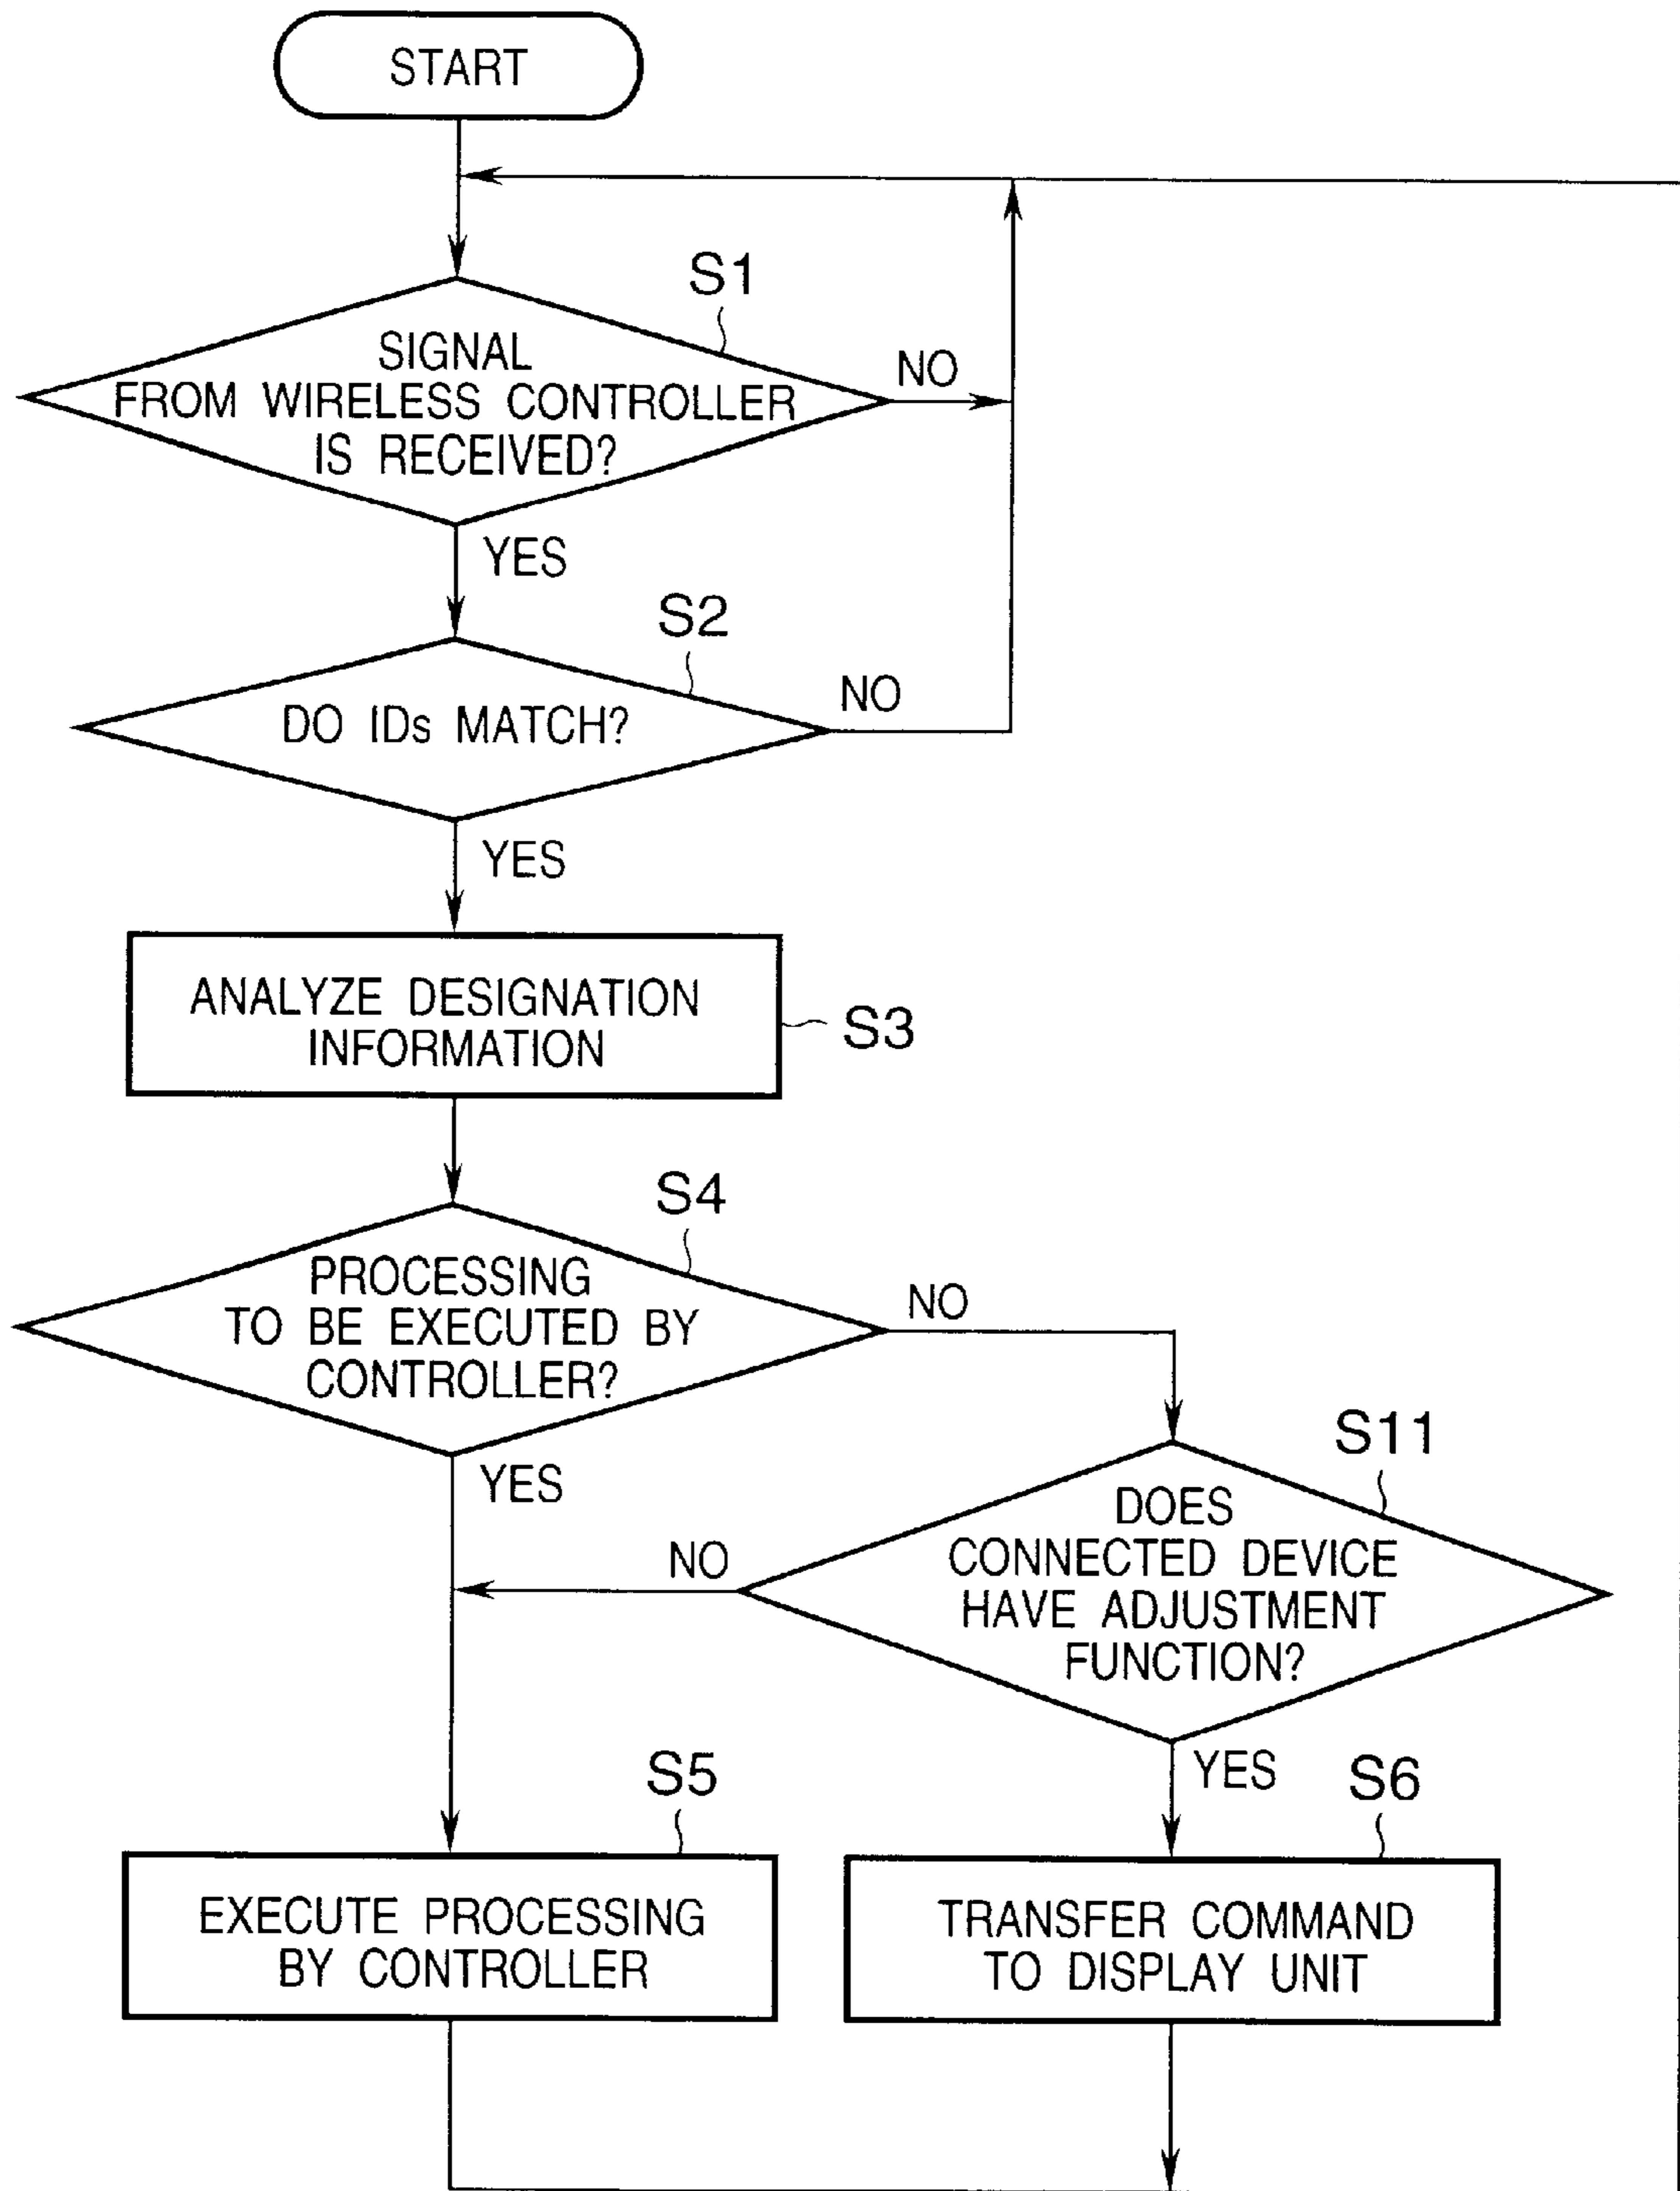 START
S1
SIGNAL
FROM WIRELESS CONTROLLER
IS RECEIVED?
NO
YES
S2
DO IDs MATCH?
NO
YES
ANALYZE DESIGNATION
INFORMATION
S3
S4
PROCESSING
TO BE EXECUTED BY
CONTROLLER?
NO
YES
S11
DOES
CONNECTED DEVICE
HAVE ADJUSTMENT
FUNCTION?
NO
YES
S5
EXECUTE PROCESSING
BY CONTROLLER
S6
TRANSFER COMMAND
TO DISPLAY UNIT